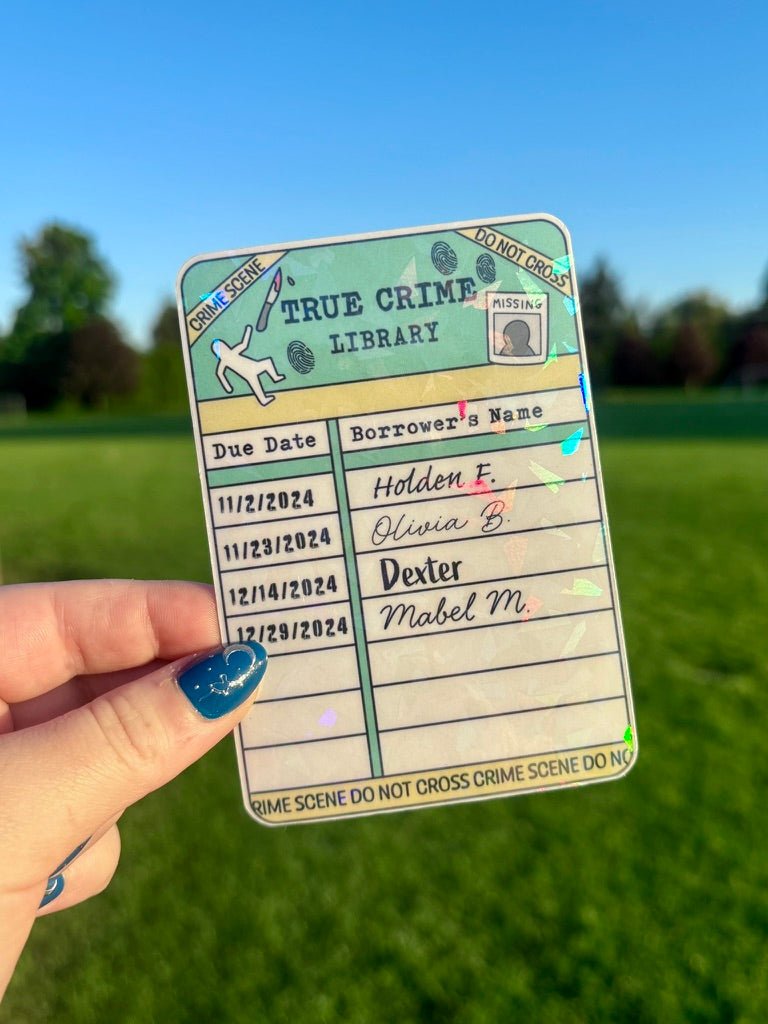 CRIME SCENE
DO NOT CROSS
TRUE CRIME
LIBRARY
MISSING
Due Date Borrower's Name
11/2/2024 Holden F.
11/23/2024 Olivia B.
12/14/2024 Dexter
12/29/2024 Mabel M.
RIME SCENE DO NOT CROSS CRIME SCENE DO NO